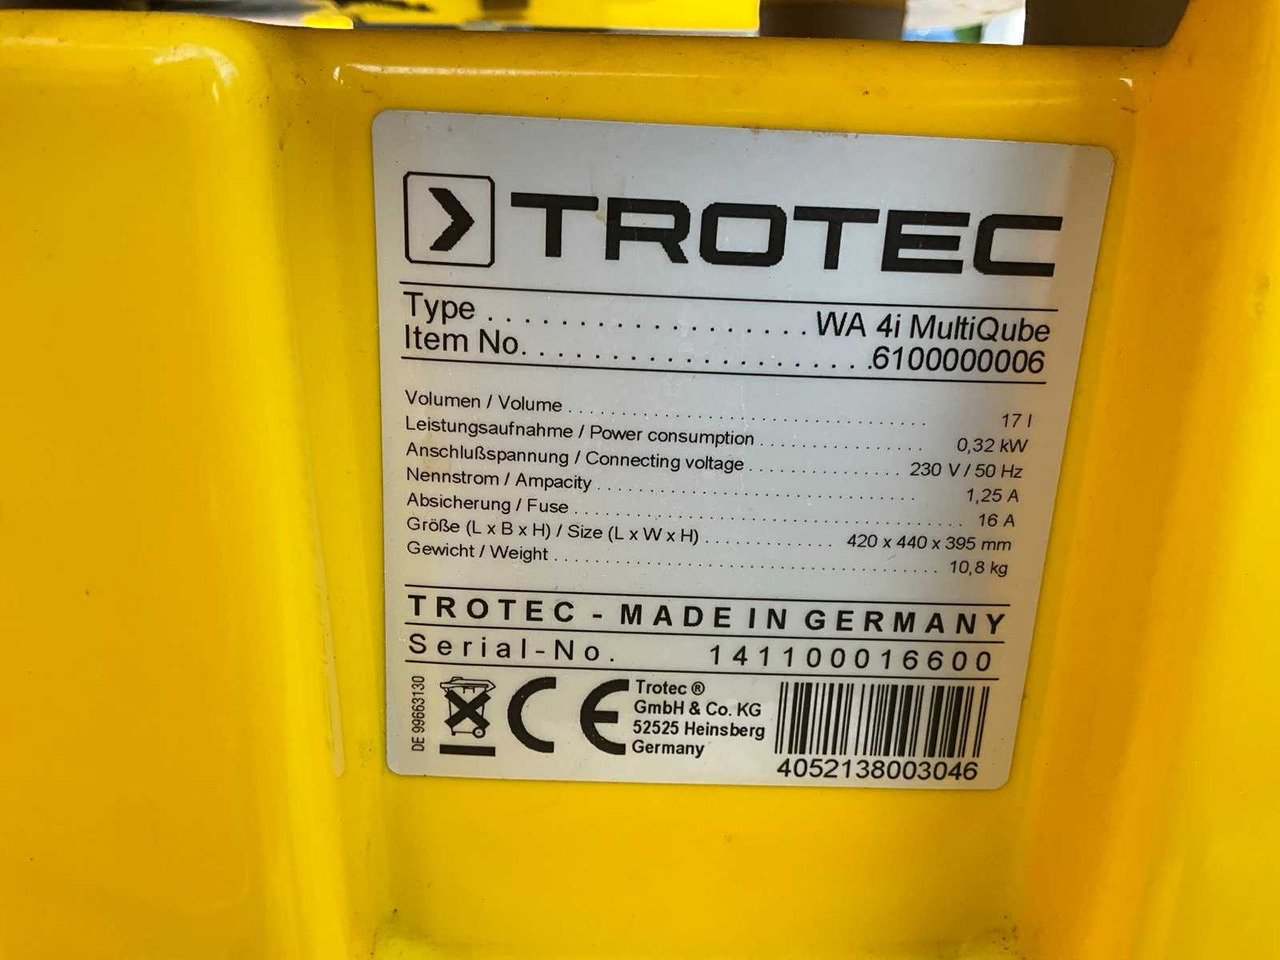 TROTEC
Type . . . . . . . . . . . . . . . . . . . WA 4i MultiQube
Item No. . . . . . . . . . . . . . . . . . . . .6100000006
Volumen / Volume . . . . . . . . . . . . . . . . . . . . . . . . . . . . . . . . . . 17 l
Leistungsaufnahme / Power consumption . . . . . . . . . . . . . . . . 0,32 kW
Anschlußspannung / Connecting voltage . . . . . . . . . . . . . 230 V / 50 Hz
Nennstrom / Ampacity . . . . . . . . . . . . . . . . . . . . . . . . . . . . . . 1,25 A
Absicherung / Fuse . . . . . . . . . . . . . . . . . . . . . . . . . . . . . . . . . . . . 16 A
Größe (L x B x H) / Size (L x W x H) . . . . . . . . . . . . 420 x 440 x 395 mm
Gewicht / Weight . . . . . . . . . . . . . . . . . . . . . . . . . . . . . . . . . . . . 10,8 kg
TROTEC - MADE IN GERMANY
Serial-No. 141100016600
DE 99663130
CE
Trotec ®
GmbH & Co. KG
52525 Heinsberg
Germany
4052138003046